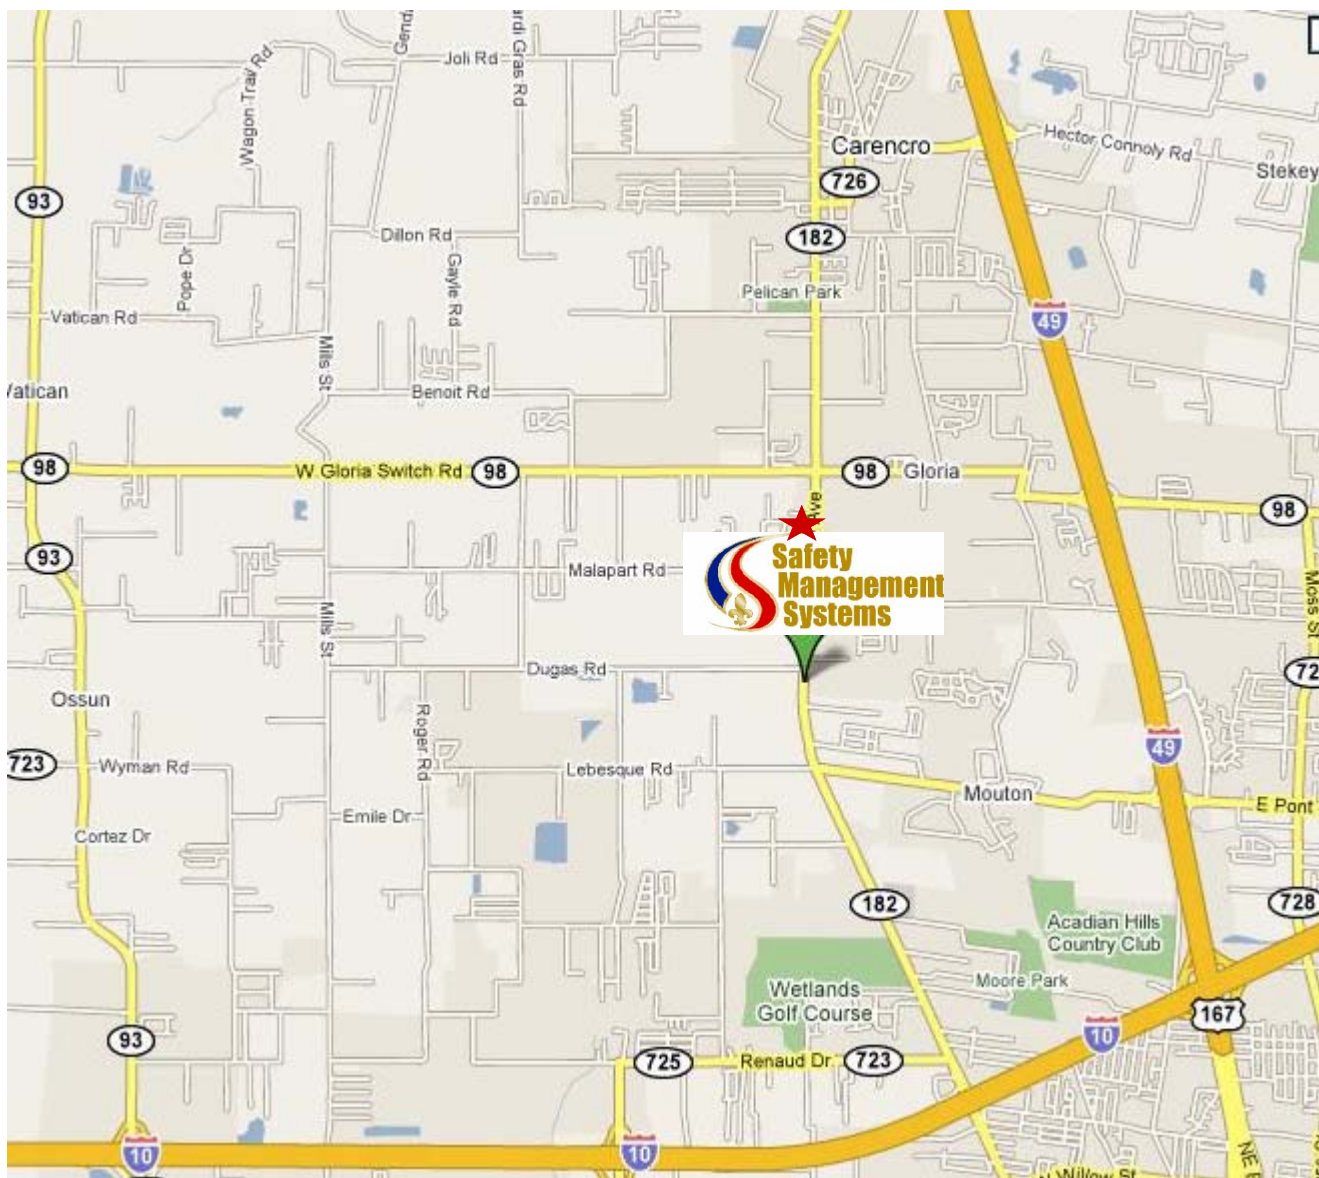 Joli Rd
Wagon Trail Rd
Carencro
Hector Connoly Rd
Stekey
726
93
182
Dillon Rd
Pope Dr
Gayle Rd
Pelican Park
Vatican Rd
49
Mills St
Vatican
Benoit Rd
98
W Gloria Switch Rd
98
98
Gloria
98
Ave
93
Safety
Management
Systems
Malapart Rd
Mills St
Moss St
Dugas Rd
Ossun
Roger Rd
49
723
Wyman Rd
Lebesque Rd
Mouton
E Pont
Emile Dr
Cortez Dr
182
728
Acadian Hills
Country Club
Moore Park
Wetlands
Golf Course
167
93
10
725
Renaud Dr
723
10
10
Willow St